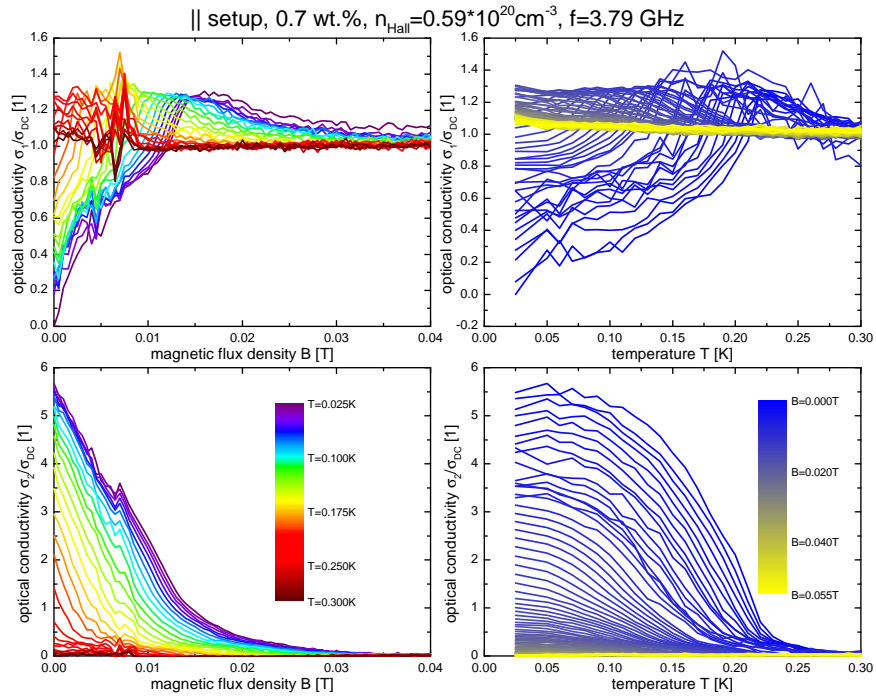 || setup, 0.7 wt.%, n_Hall=0.59*10^20cm^-3, f=3.79 GHz
1.6
1.4
1.2
1.0
0.8
0.6
0.4
0.2
0.0
optical conductivity σ₁/σ_DC [1]
0.00 0.01 0.02 0.03 0.04
magnetic flux density B [T]
1.6
1.4
1.2
1.0
0.8
0.6
0.4
0.2
0.0
-0.2
optical conductivity σ₁/σ_DC [1]
0.00 0.05 0.10 0.15 0.20 0.25 0.30
temperature T [K]
6
5
4
3
2
1
0
optical conductivity σ₂/σ_DC [1]
T=0.025K
T=0.100K
T=0.175K
T=0.250K
T=0.300K
0.00 0.01 0.02 0.03 0.04
magnetic flux density B [T]
6
5
4
3
2
1
0
optical conductivity σ₂/σ_DC [1]
B=0.000T
B=0.020T
B=0.040T
B=0.055T
0.00 0.05 0.10 0.15 0.20 0.25 0.30
temperature T [K]